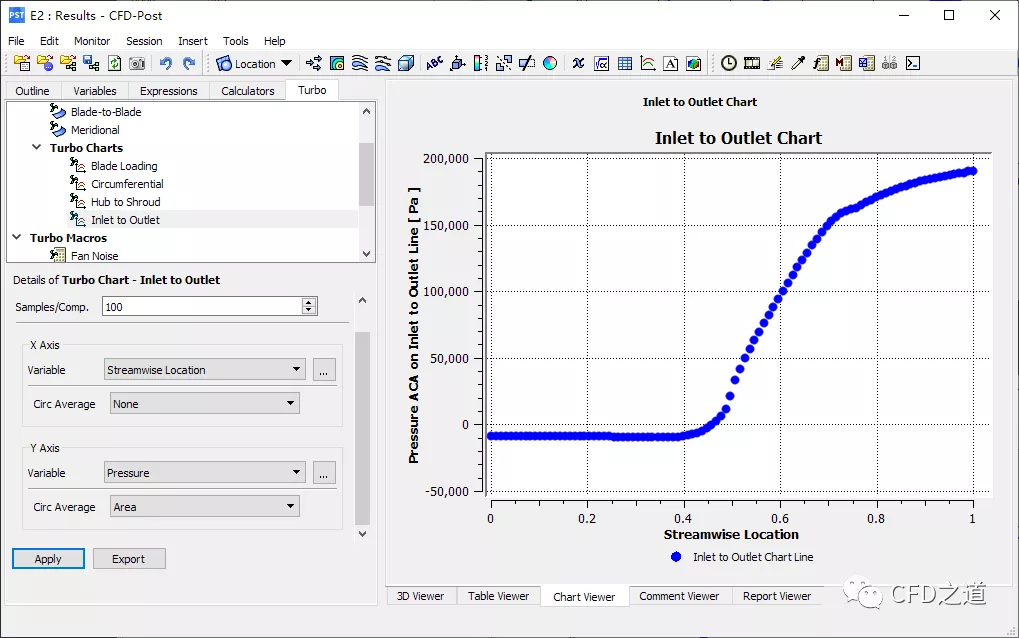 PST E2 : Results - CFD-Post
File Edit Monitor Session Insert Tools Help
Location
Outline Variables Expressions Calculators Turbo
Blade-to-Blade
Meridional
Turbo Charts
Blade Loading
Circumferential
Hub to Shroud
Inlet to Outlet
Turbo Macros
Fan Noise
Details of Turbo Chart - Inlet to Outlet
Samples/Comp. 100
X Axis
Variable Streamwise Location ...
Circ Average None
Y Axis
Variable Pressure ...
Circ Average Area
Apply Export
Inlet to Outlet Chart
Inlet to Outlet Chart
Pressure ACA on Inlet to Outlet Line [ Pa ]
200,000
150,000
100,000
50,000
0
-50,000
0 0.2 0.4 0.6 0.8 1
Streamwise Location
Inlet to Outlet Chart Line
3D Viewer Table Viewer Chart Viewer Comment Viewer Report Viewer
CFD之道